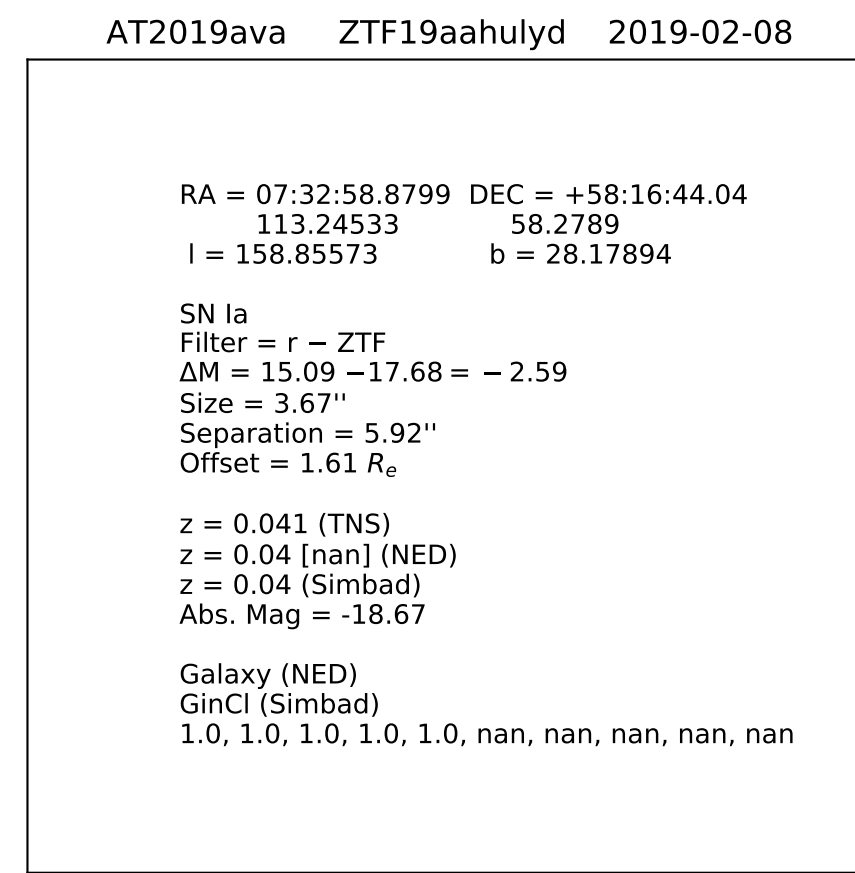 AT2019ava ZTF19aahulyd 2019-02-08
RA = 07:32:58.8799 DEC = +58:16:44.04
113.24533 58.2789
l = 158.85573 b = 28.17894
SN Ia
Filter = r − ZTF
ΔM = 15.09 −17.68 = − 2.59
Size = 3.67''
Separation = 5.92''
Offset = 1.61 Re
z = 0.041 (TNS)
z = 0.04 [nan] (NED)
z = 0.04 (Simbad)
Abs. Mag = -18.67
Galaxy (NED)
GinCl (Simbad)
1.0, 1.0, 1.0, 1.0, 1.0, nan, nan, nan, nan, nan